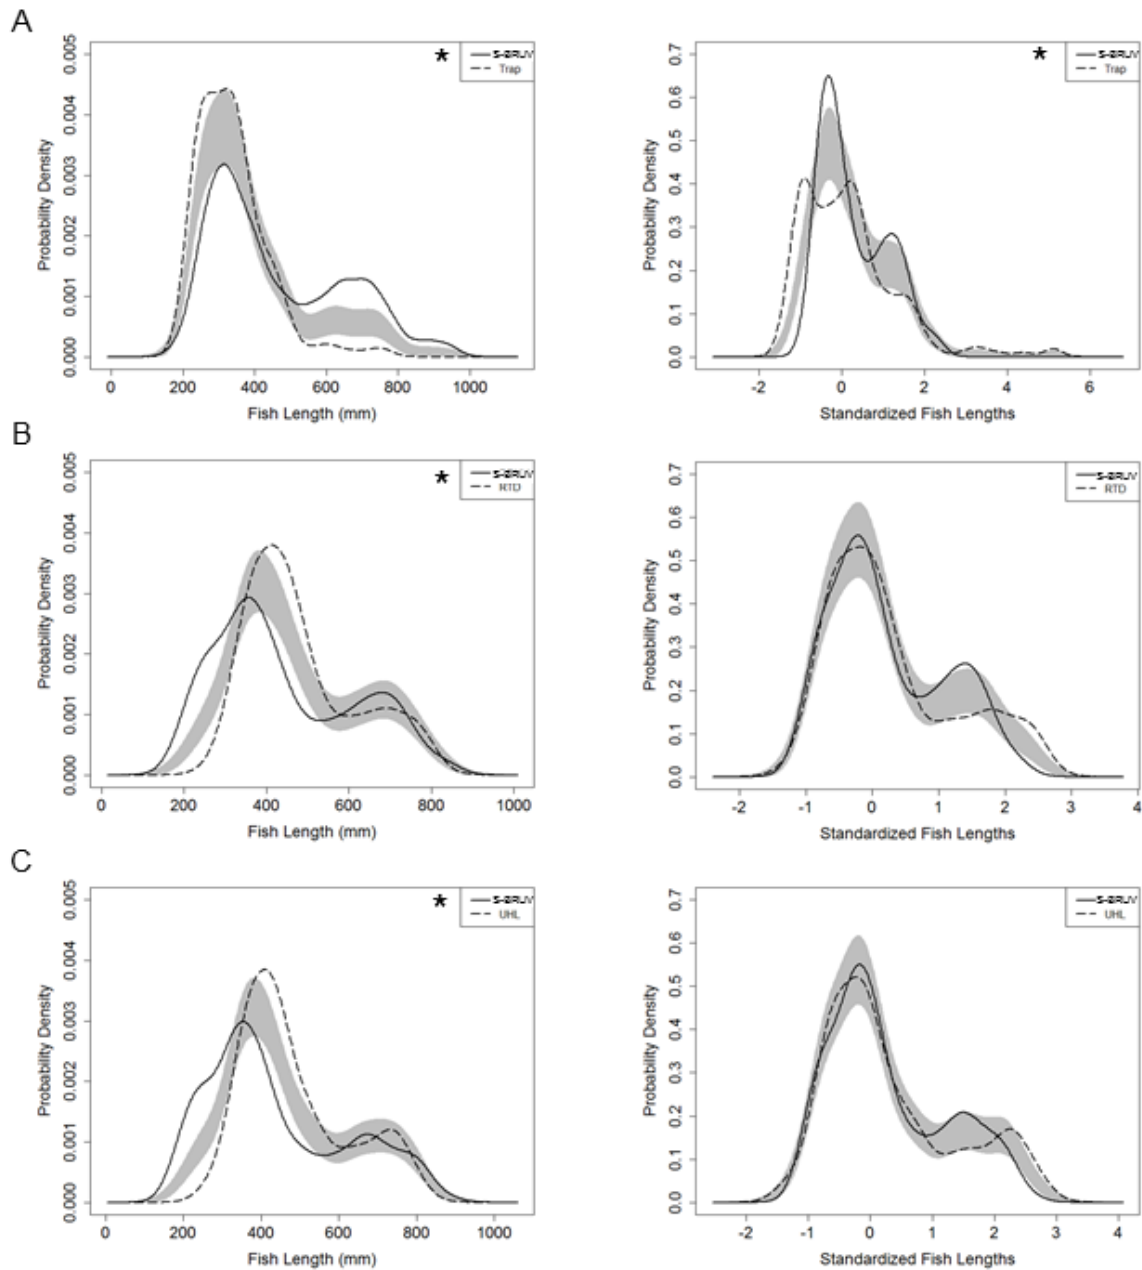 A
0.000 0.001 0.002 0.003 0.004 0.005
Probability Density
*
S-BRUV
Trap
0 200 400 600 800 1000
Fish Length (mm)
0.0 0.1 0.2 0.3 0.4 0.5 0.6 0.7
Probability Density
*
S-BRUV
Trap
-2 0 2 4 6
Standardized Fish Lengths
B
0.000 0.001 0.002 0.003 0.004 0.005
Probability Density
*
S-BRUV
RTD
0 200 400 600 800 1000
Fish Length (mm)
0.0 0.1 0.2 0.3 0.4 0.5 0.6 0.7
Probability Density
S-BRUV
RTD
-2 -1 0 1 2 3 4
Standardized Fish Lengths
C
0.000 0.001 0.002 0.003 0.004 0.005
Probability Density
*
S-BRUV
UHL
0 200 400 600 800 1000
Fish Length (mm)
0.0 0.1 0.2 0.3 0.4 0.5 0.6 0.7
Probability Density
S-BRUV
UHL
-2 -1 0 1 2 3 4
Standardized Fish Lengths